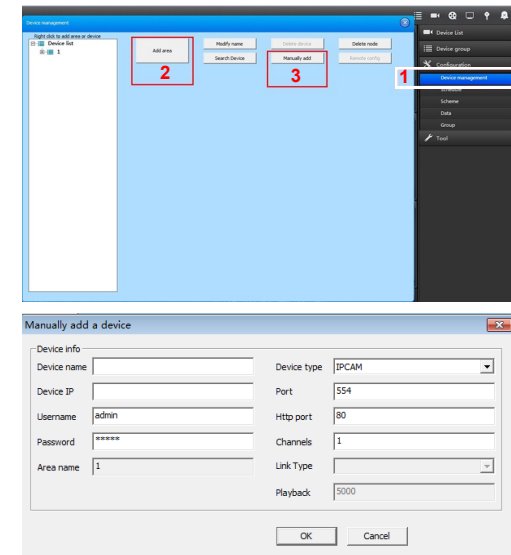 Device management
Right click to add area or device
Device list
1
Add area
Modify name
Delete device
Delete node
Search Device
Manually add
Remote config
2
3
1
Device List
Device group
Configuration
Device management
Schedule
Scheme
Data
Group
Tool
Manually add a device
Device info
Device name
Device type IPCAM
Device IP
Port 554
Username admin
Http port 80
Password *****
Channels 1
Area name 1
Link Type
Playback 5000
OK Cancel